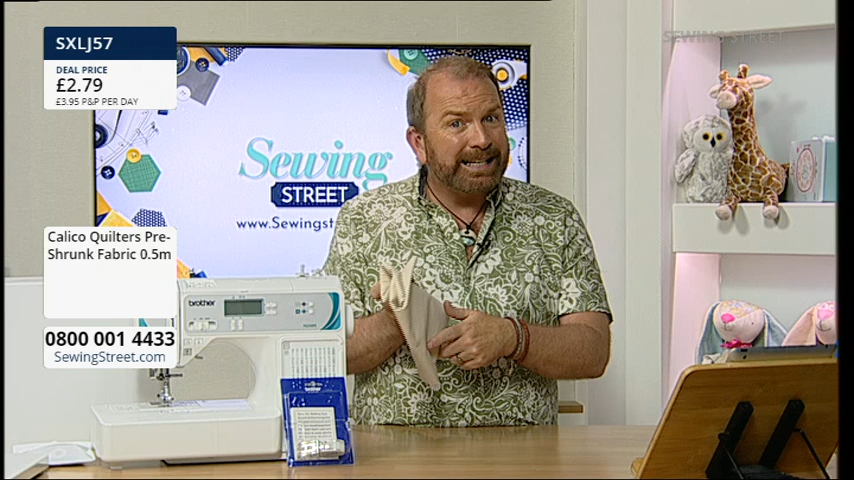 SXLJ57
DEAL PRICE
£2.79
£3.95 P&P PER DAY
SEWING STREET
Sewing
STREET
www.Sewingst
Calico Quilters Pre-
Shrunk Fabric 0.5m
brother
0800 001 4433
SewingStreet.com
brother